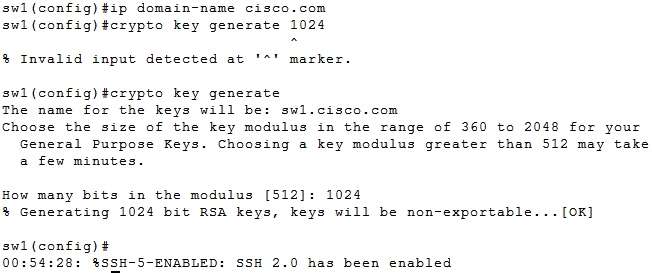 sw1(config)#ip domain-name cisco.com
sw1(config)#crypto key generate 1024
^
% Invalid input detected at '^' marker.
sw1(config)#crypto key generate
The name for the keys will be: sw1.cisco.com
Choose the size of the key modulus in the range of 360 to 2048 for your
General Purpose Keys. Choosing a key modulus greater than 512 may take
a few minutes.
How many bits in the modulus [512]: 1024
% Generating 1024 bit RSA keys, keys will be non-exportable...[OK]
sw1(config)#
00:54:28: %SSH-5-ENABLED: SSH 2.0 has been enabled